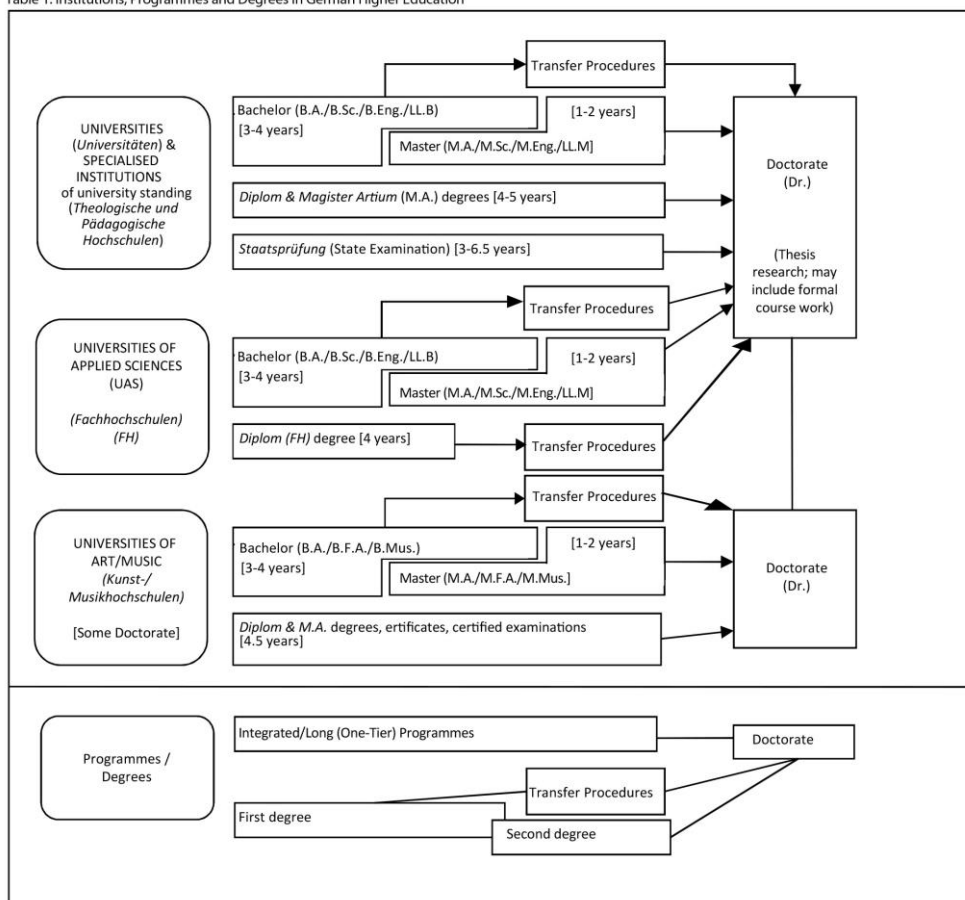 Table 1: Institutions, Programmes and Degrees in German Higher Education
Transfer Procedures
UNIVERSITIES
(Universitäten) &
SPECIALISED
INSTITUTIONS
of university standing
(Theologische und
Pädagogische
Hochschulen)
Bachelor (B.A./B.Sc./B.Eng./LL.B)
[3-4 years]
[1-2 years]
Master (M.A./M.Sc./M.Eng./LL.M]
Diplom & Magister Artium (M.A.) degrees [4-5 years]
Staatsprüfung (State Examination) [3-6.5 years]
Doctorate
(Dr.)
(Thesis
research; may
include formal
course work)
Transfer Procedures
UNIVERSITIES OF
APPLIED SCIENCES
(UAS)
(Fachhochschulen)
(FH)
Bachelor (B.A./B.Sc./B.Eng./LL.B)
[3-4 years]
[1-2 years]
Master (M.A./M.Sc./M.Eng./LL.M]
Diplom (FH) degree [4 years]
Transfer Procedures
Transfer Procedures
UNIVERSITIES OF
ART/MUSIC
(Kunst-/
Musikhochschulen)
[Some Doctorate]
Bachelor (B.A./B.F.A./B.Mus.)
[3-4 years]
[1-2 years]
Master (M.A./M.F.A./M.Mus.]
Diplom & M.A. degrees, ertificates, certified examinations
[4.5 years]
Doctorate
(Dr.)
Programmes /
Degrees
Integrated/Long (One-Tier) Programmes
Doctorate
Transfer Procedures
First degree
Second degree